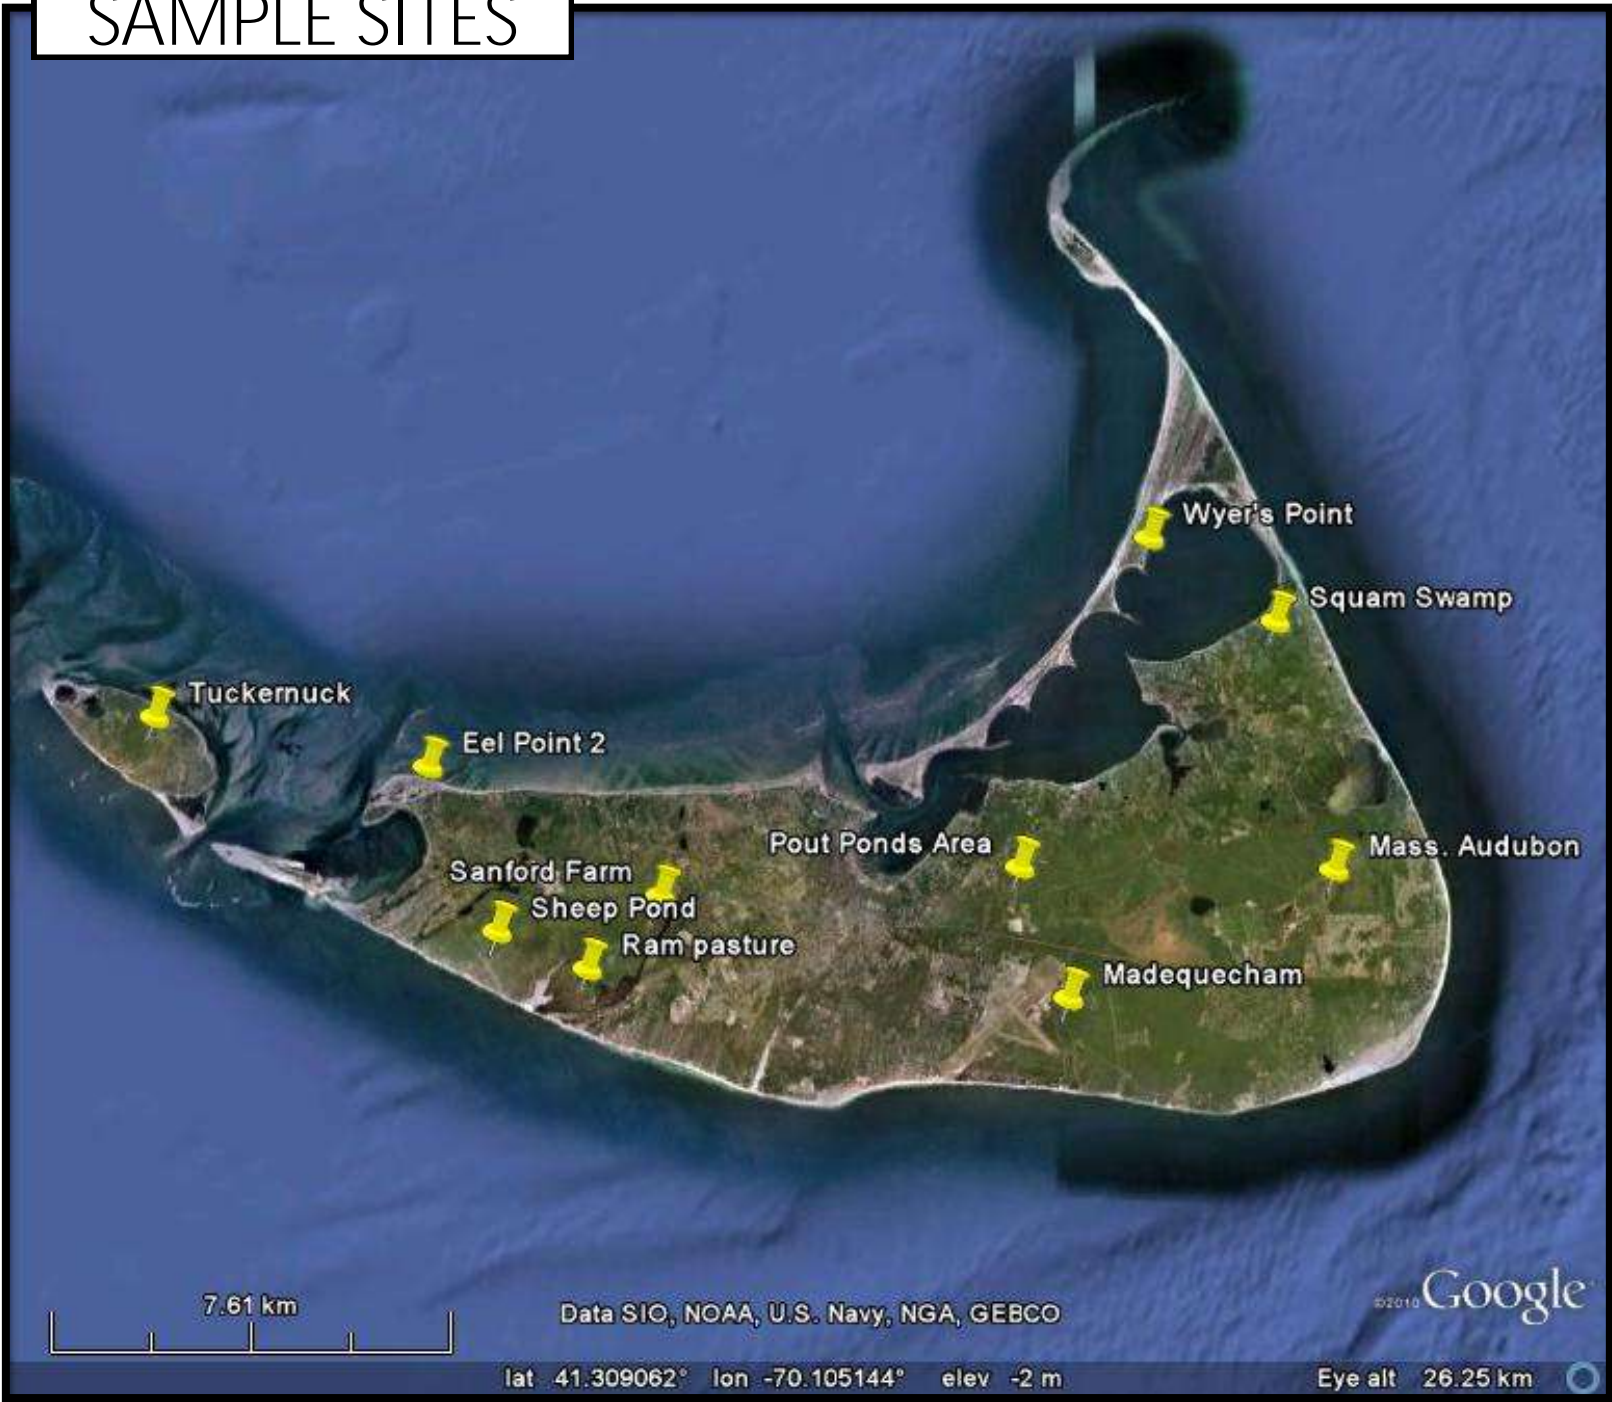 SAMPLE SITES
Wyer's Point
Squam Swamp
Tuckernuck
Eel Point 2
Pout Ponds Area
Mass. Audubon
Sanford Farm
Sheep Pond
Ram pasture
Madequecham
7.61 km
Data SIO, NOAA, U.S. Navy, NGA, GEBCO
©2010 Google
lat 41.309062° lon -70.105144° elev -2 m
Eye alt 26.25 km